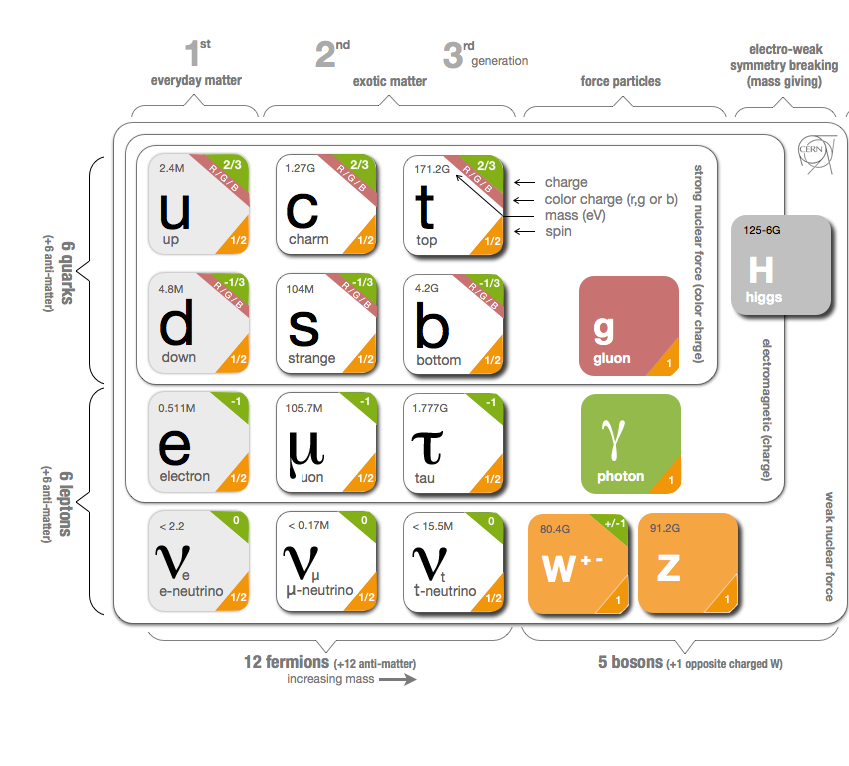 1st
2nd
3rd generation
everyday matter
exotic matter
force particles
electro-weak
symmetry breaking
(mass giving)
CERN
6 quarks
(+6 anti-matter)
2.4M
2/3
R/G/B
u
up
1/2
1.27G
2/3
R/G/B
c
charm
1/2
171.2G
2/3
R/G/B
t
top
1/2
charge
color charge (r,g or b)
mass (eV)
spin
strong nuclear force (color charge)
125-6G
H
higgs
4.8M
-1/3
R/G/B
d
down
1/2
104M
-1/3
R/G/B
s
strange
1/2
4.2G
-1/3
R/G/B
b
bottom
1/2
g
gluon
1
electromagnetic (charge)
6 leptons
(+6 anti-matter)
0.511M
-1
e
electron
1/2
105.7M
-1
μ
uon
1/2
1.777G
-1
τ
tau
1/2
γ
photon
1
weak nuclear force
< 2.2
0
νe
e-neutrino
1/2
< 0.17M
0
νμ
μ-neutrino
1/2
< 15.5M
0
νt
t-neutrino
1/2
80.4G
+/-1
W+-
1
91.2G
Z
1
12 fermions (+12 anti-matter)
increasing mass
5 bosons (+1 opposite charged W)